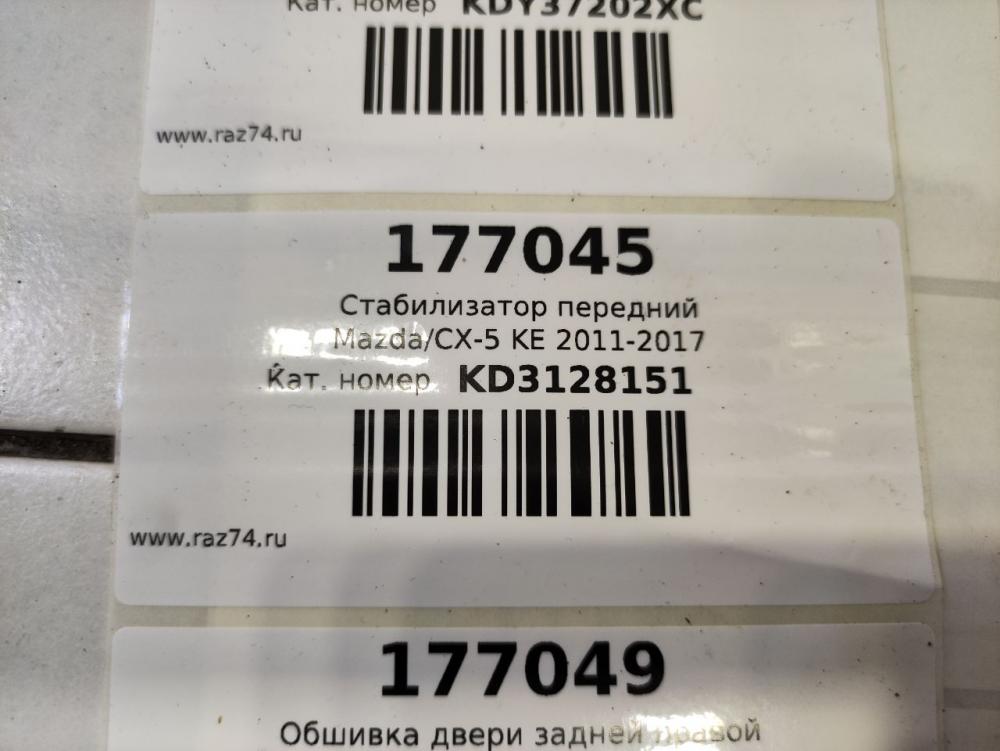 Кат. номер KDY37202XC
www.raz74.ru
177045
Стабилизатор передний
Mazda/CX-5 KE 2011-2017
Кат. номер KD3128151
www.raz74.ru
177049
Обшивка двери задней правой